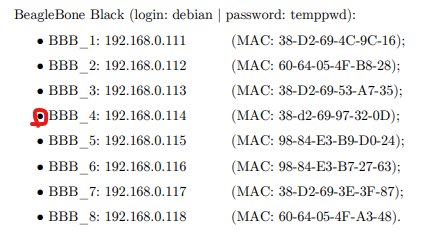 BeagleBone Black (login: debian | password: temppwd):
• BBB_1: 192.168.0.111 (MAC: 38-D2-69-4C-9C-16);
• BBB_2: 192.168.0.112 (MAC: 60-64-05-4F-B8-28);
• BBB_3: 192.168.0.113 (MAC: 38-D2-69-53-A7-35);
• BBB_4: 192.168.0.114 (MAC: 38-d2-69-97-32-0D);
• BBB_5: 192.168.0.115 (MAC: 98-84-E3-B9-D0-24);
• BBB_6: 192.168.0.116 (MAC: 98-84-E3-B7-27-63);
• BBB_7: 192.168.0.117 (MAC: 38-D2-69-3E-3F-87);
• BBB_8: 192.168.0.118 (MAC: 60-64-05-4F-A3-48).